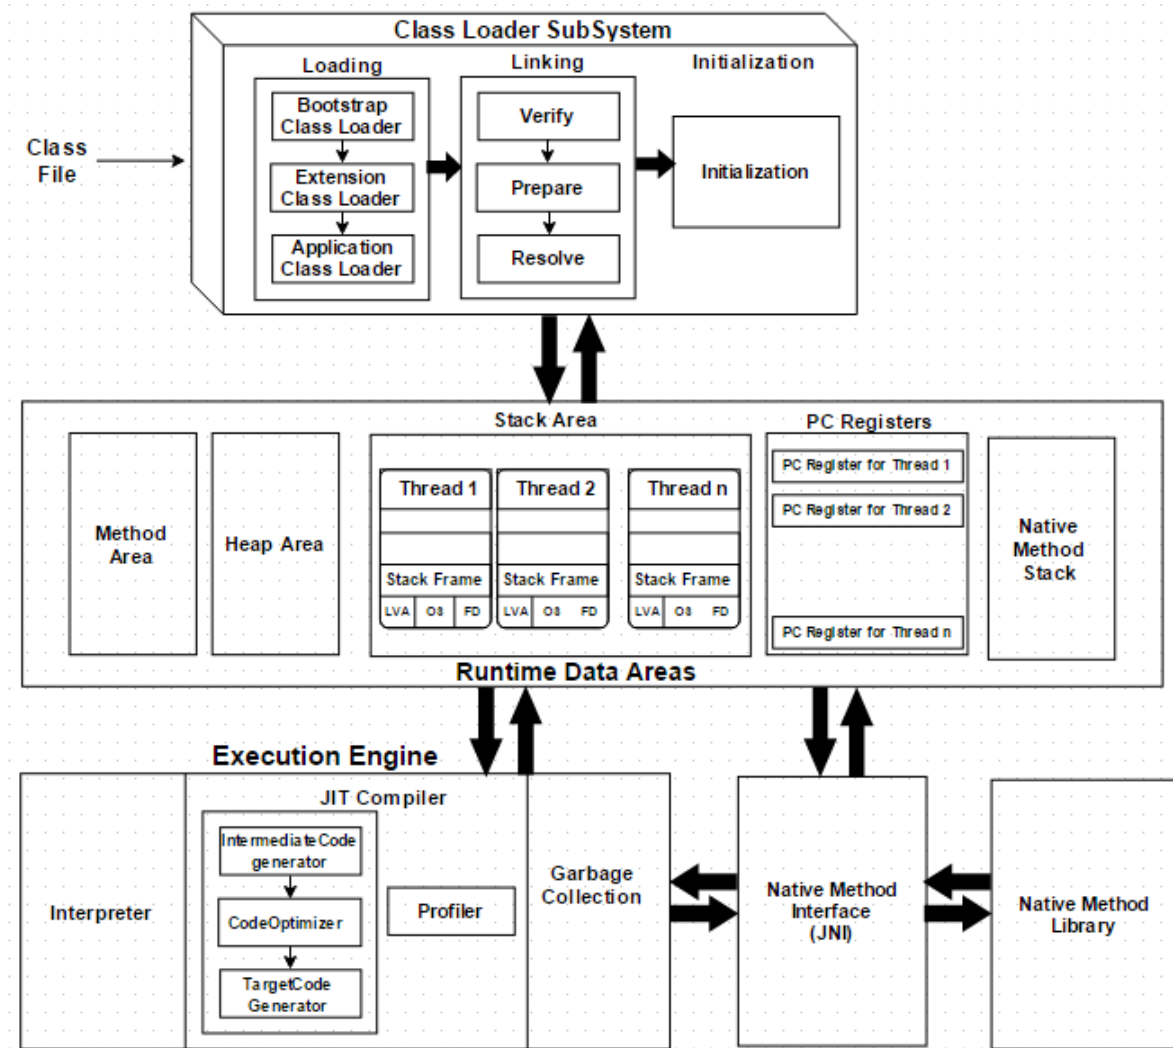 Class Loader SubSystem
Loading
Linking
Initialization
Bootstrap
Class Loader
Extension
Class Loader
Application
Class Loader
Verify
Prepare
Resolve
Initialization
Class
File
Stack Area
PC Registers
Method
Area
Heap Area
Thread 1
Stack Frame
LVA
OS
FD
Thread 2
Stack Frame
LVA
OS
FD
Thread n
Stack Frame
LVA
OS
FD
PC Register for Thread 1
PC Register for Thread 2
PC Register for Thread n
Native
Method
Stack
Runtime Data Areas
Execution Engine
Interpreter
JIT Compiler
IntermediateCode
generator
CodeOptimizer
TargetCode
Generator
Profiler
Garbage
Collection
Native Method
Interface
(JNI)
Native Method
Library